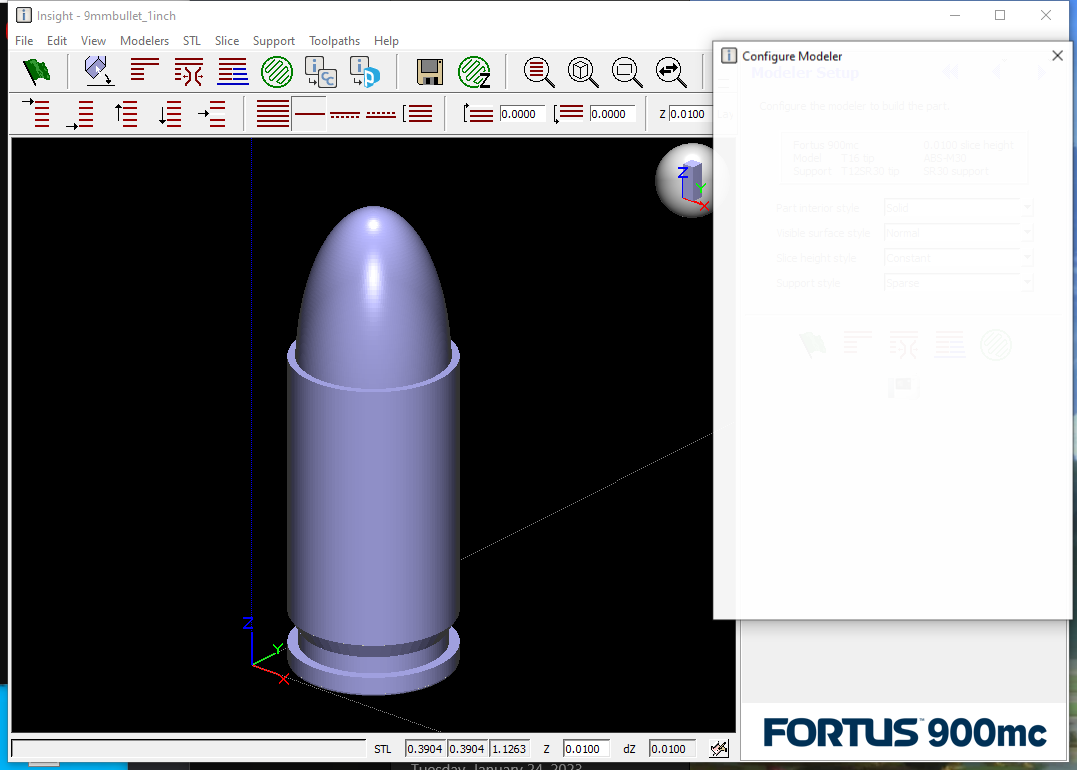 Insight - 9mmbullet_1inch
File Edit View Modelers STL Slice Support Toolpaths Help
Configure Modeler
Modeler Setup
Configure the modeler to build the part.
0.0000
0.0000
Z 0.0100
Fortus 900mc 0.0100 slice height
Model T16 tip ABS-M30
Support T12SR30 tip SR30 support
Part interior style Solid
Visible surface style Normal
Slice height style Constant
Support style Sparse
Z
Y
X
Z
Y
X
FORTUS™ 900mc
STL 0.3904 0.3904 1.1263 Z 0.0100 dZ 0.0100
Tuesday, January 24, 2023